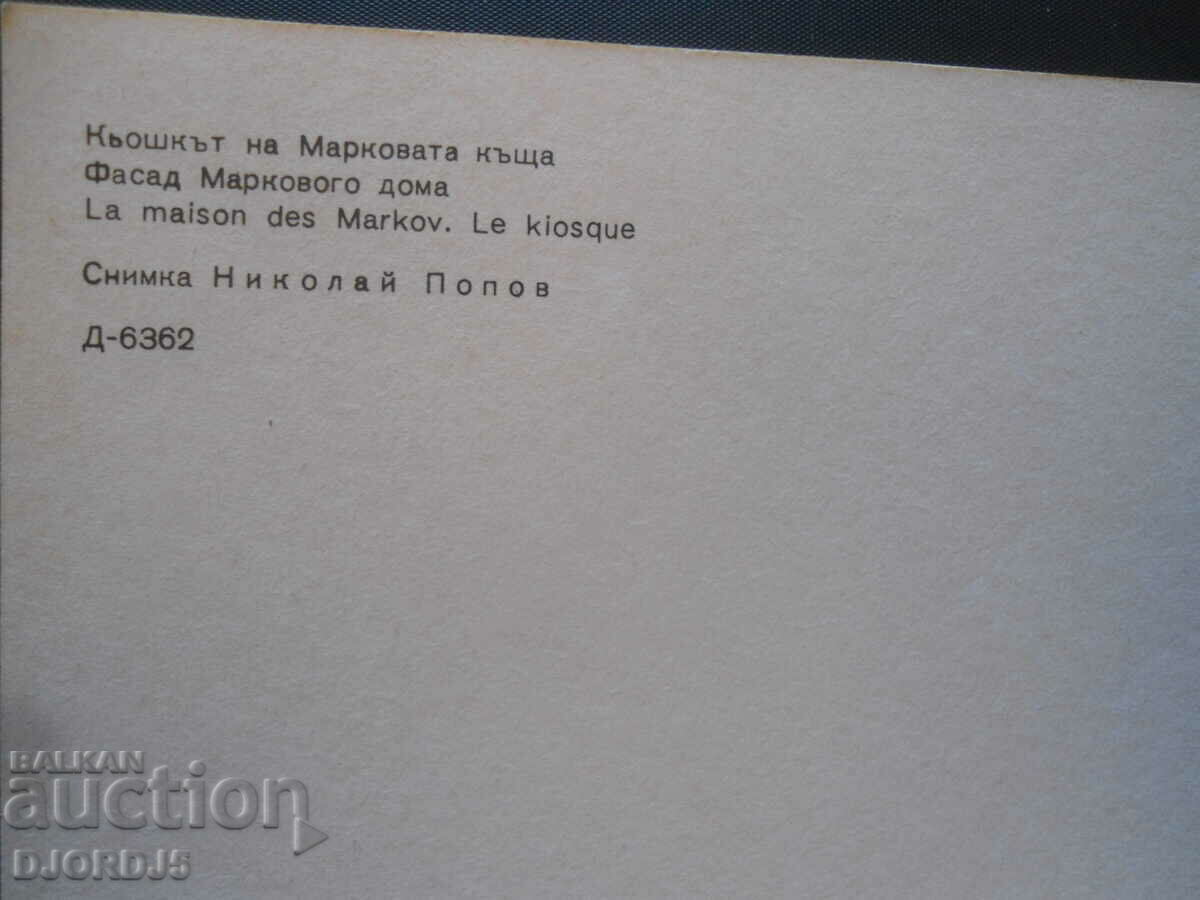 Кьошкът на Марковата къща
Фасад Маркового дома
La maison des Markov. Le kiosque
Снимка Николай Попов
Д-6362
BALKAN
auction
DJORDJ5